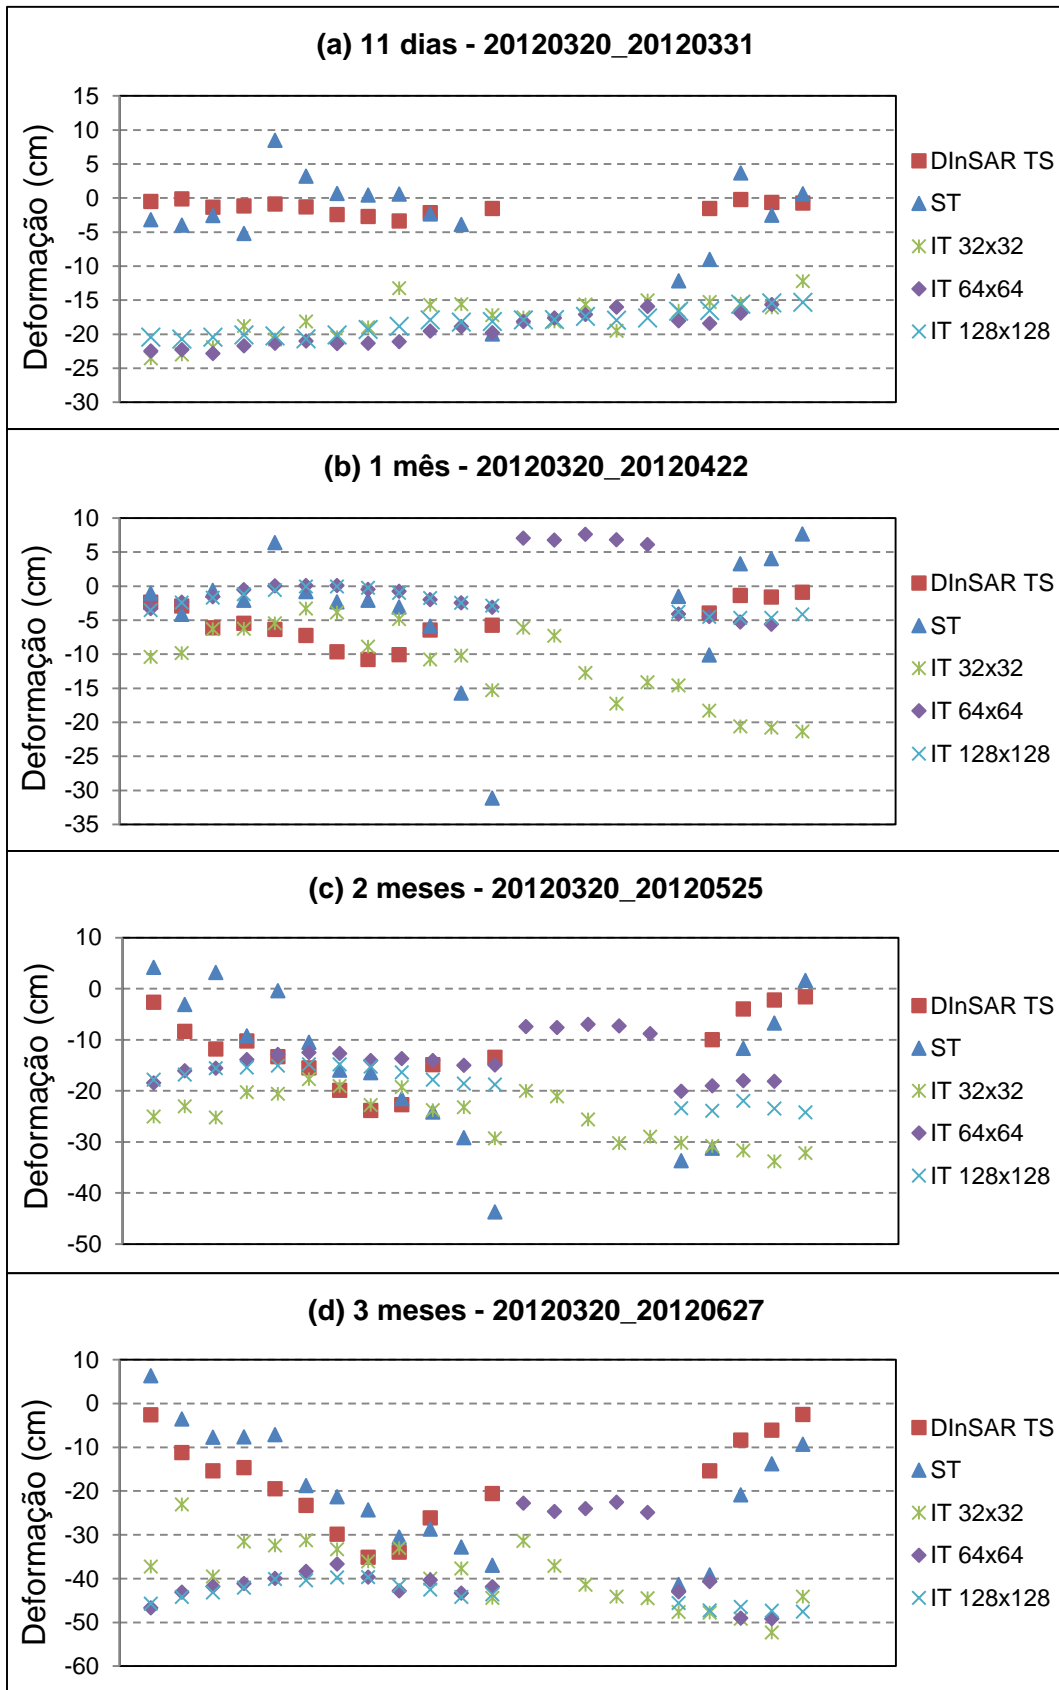 (a) 11 dias - 20120320_20120331
Deformação (cm)
15
10
5
0
-5
-10
-15
-20
-25
-30
DInSAR TS
ST
IT 32x32
IT 64x64
IT 128x128
(b) 1 mês - 20120320_20120422
Deformação (cm)
10
5
0
-5
-10
-15
-20
-25
-30
-35
DInSAR TS
ST
IT 32x32
IT 64x64
IT 128x128
(c) 2 meses - 20120320_20120525
Deformação (cm)
10
0
-10
-20
-30
-40
-50
DInSAR TS
ST
IT 32x32
IT 64x64
IT 128x128
(d) 3 meses - 20120320_20120627
Deformação (cm)
10
0
-10
-20
-30
-40
-50
-60
DInSAR TS
ST
IT 32x32
IT 64x64
IT 128x128